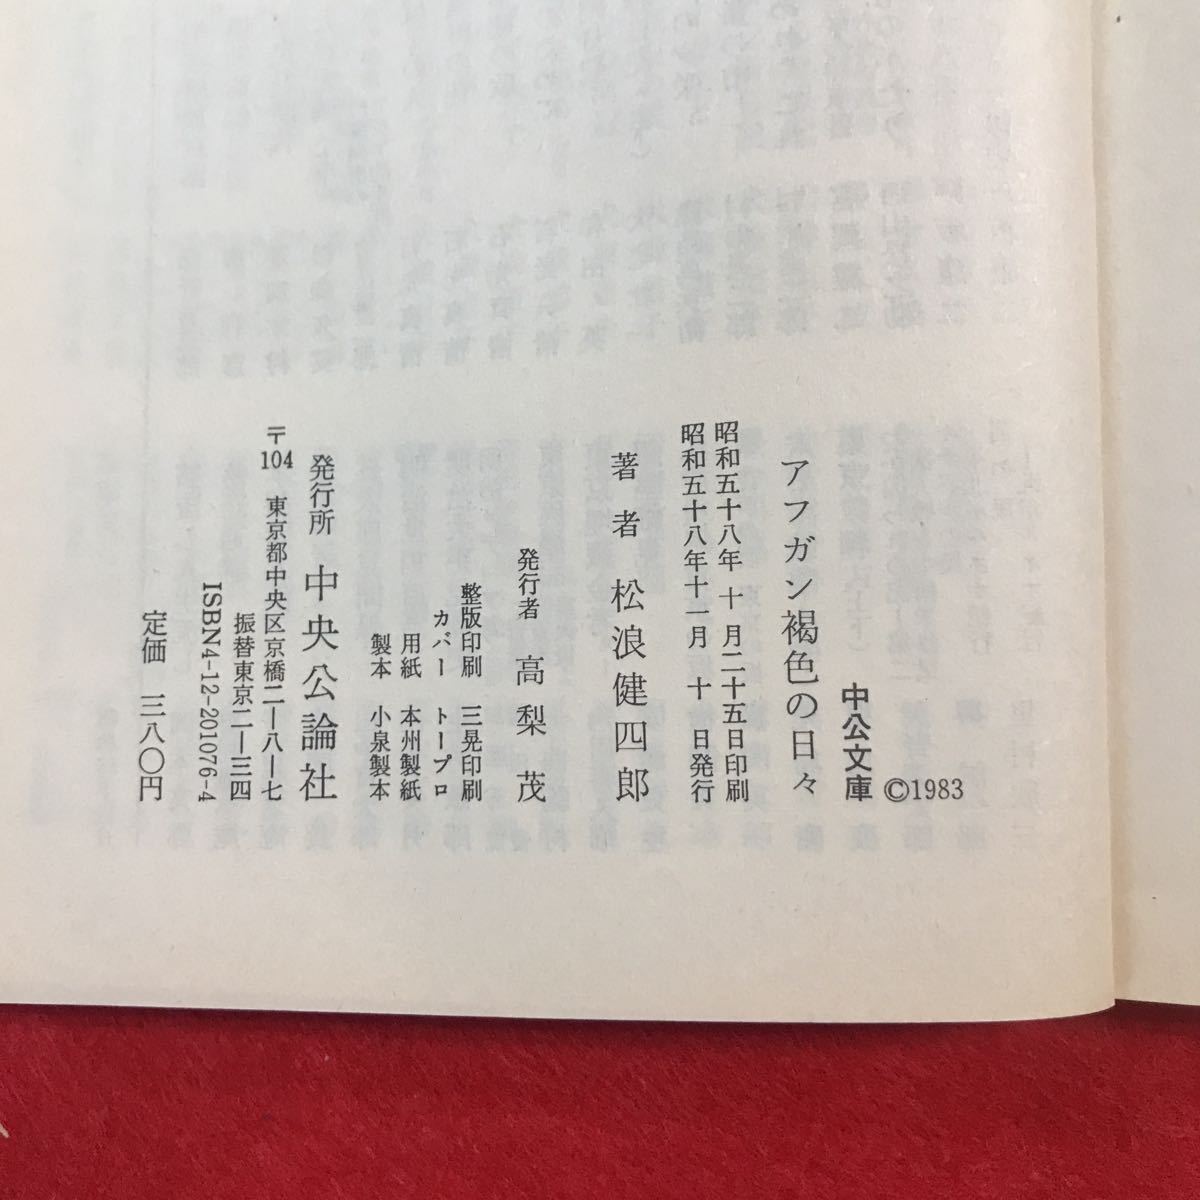 中公文庫 ©1983
アフガン褐色の日々
昭和五十八年 十 月二十五日印刷
昭和五十八年十一月 十 日発行
著者 松浪健四郎
発行者 高梨 茂
整版印刷 三晃印刷
カバー トープロ
用紙 本州製紙
製本 小泉製本
発行所 中央公論社
〒104 東京都中央区京橋二―八―七
振替東京二―三四
ISBN4-12-201076-4
定価 三八〇円